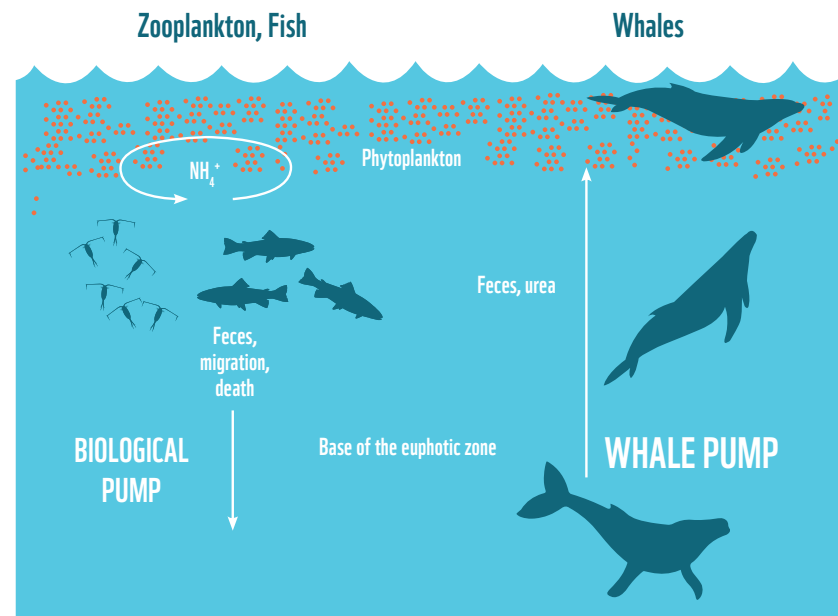 Zooplankton, Fish
Whales
NH₄⁺
Phytoplankton
Feces, urea
Feces,
migration,
death
BIOLOGICAL
PUMP
Base of the euphotic zone
WHALE PUMP